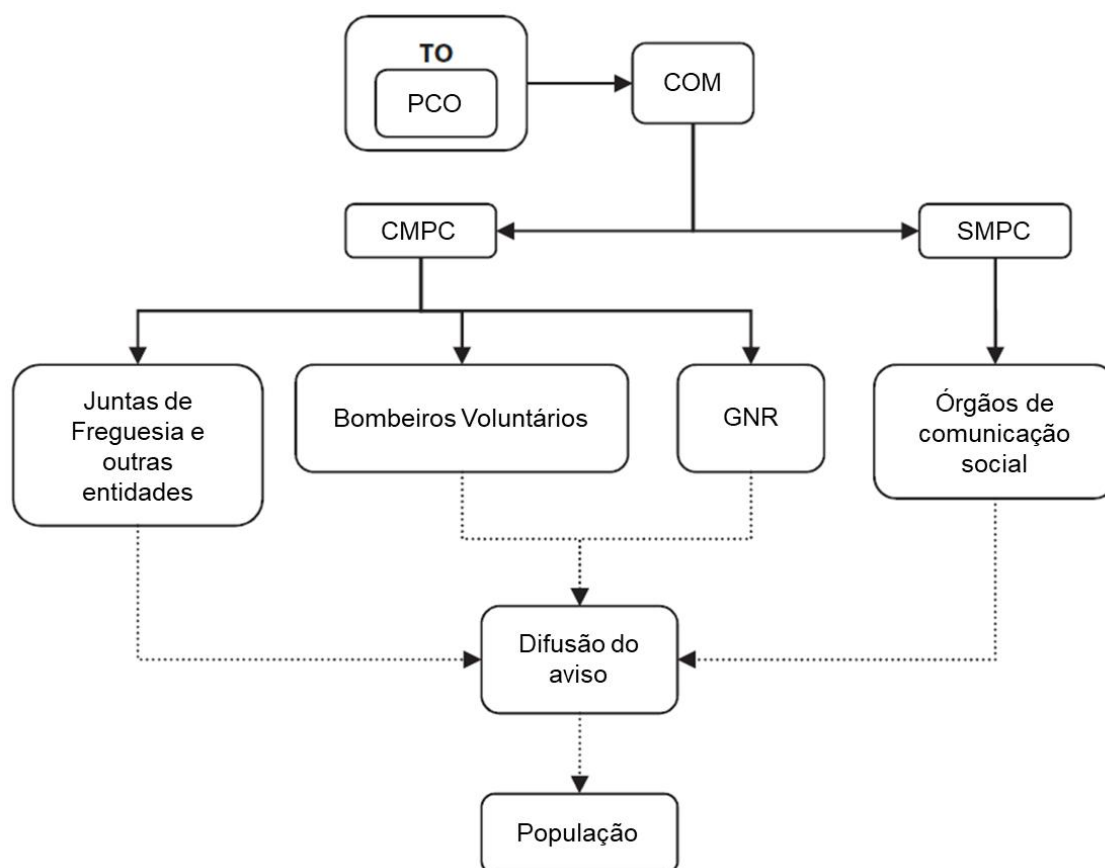 TO
PCO
COM
CMPC
SMPC
Juntas de
Freguesia e
outras
entidades
Bombeiros Voluntários
GNR
Órgãos de
comunicação
social
Difusão do
aviso
População